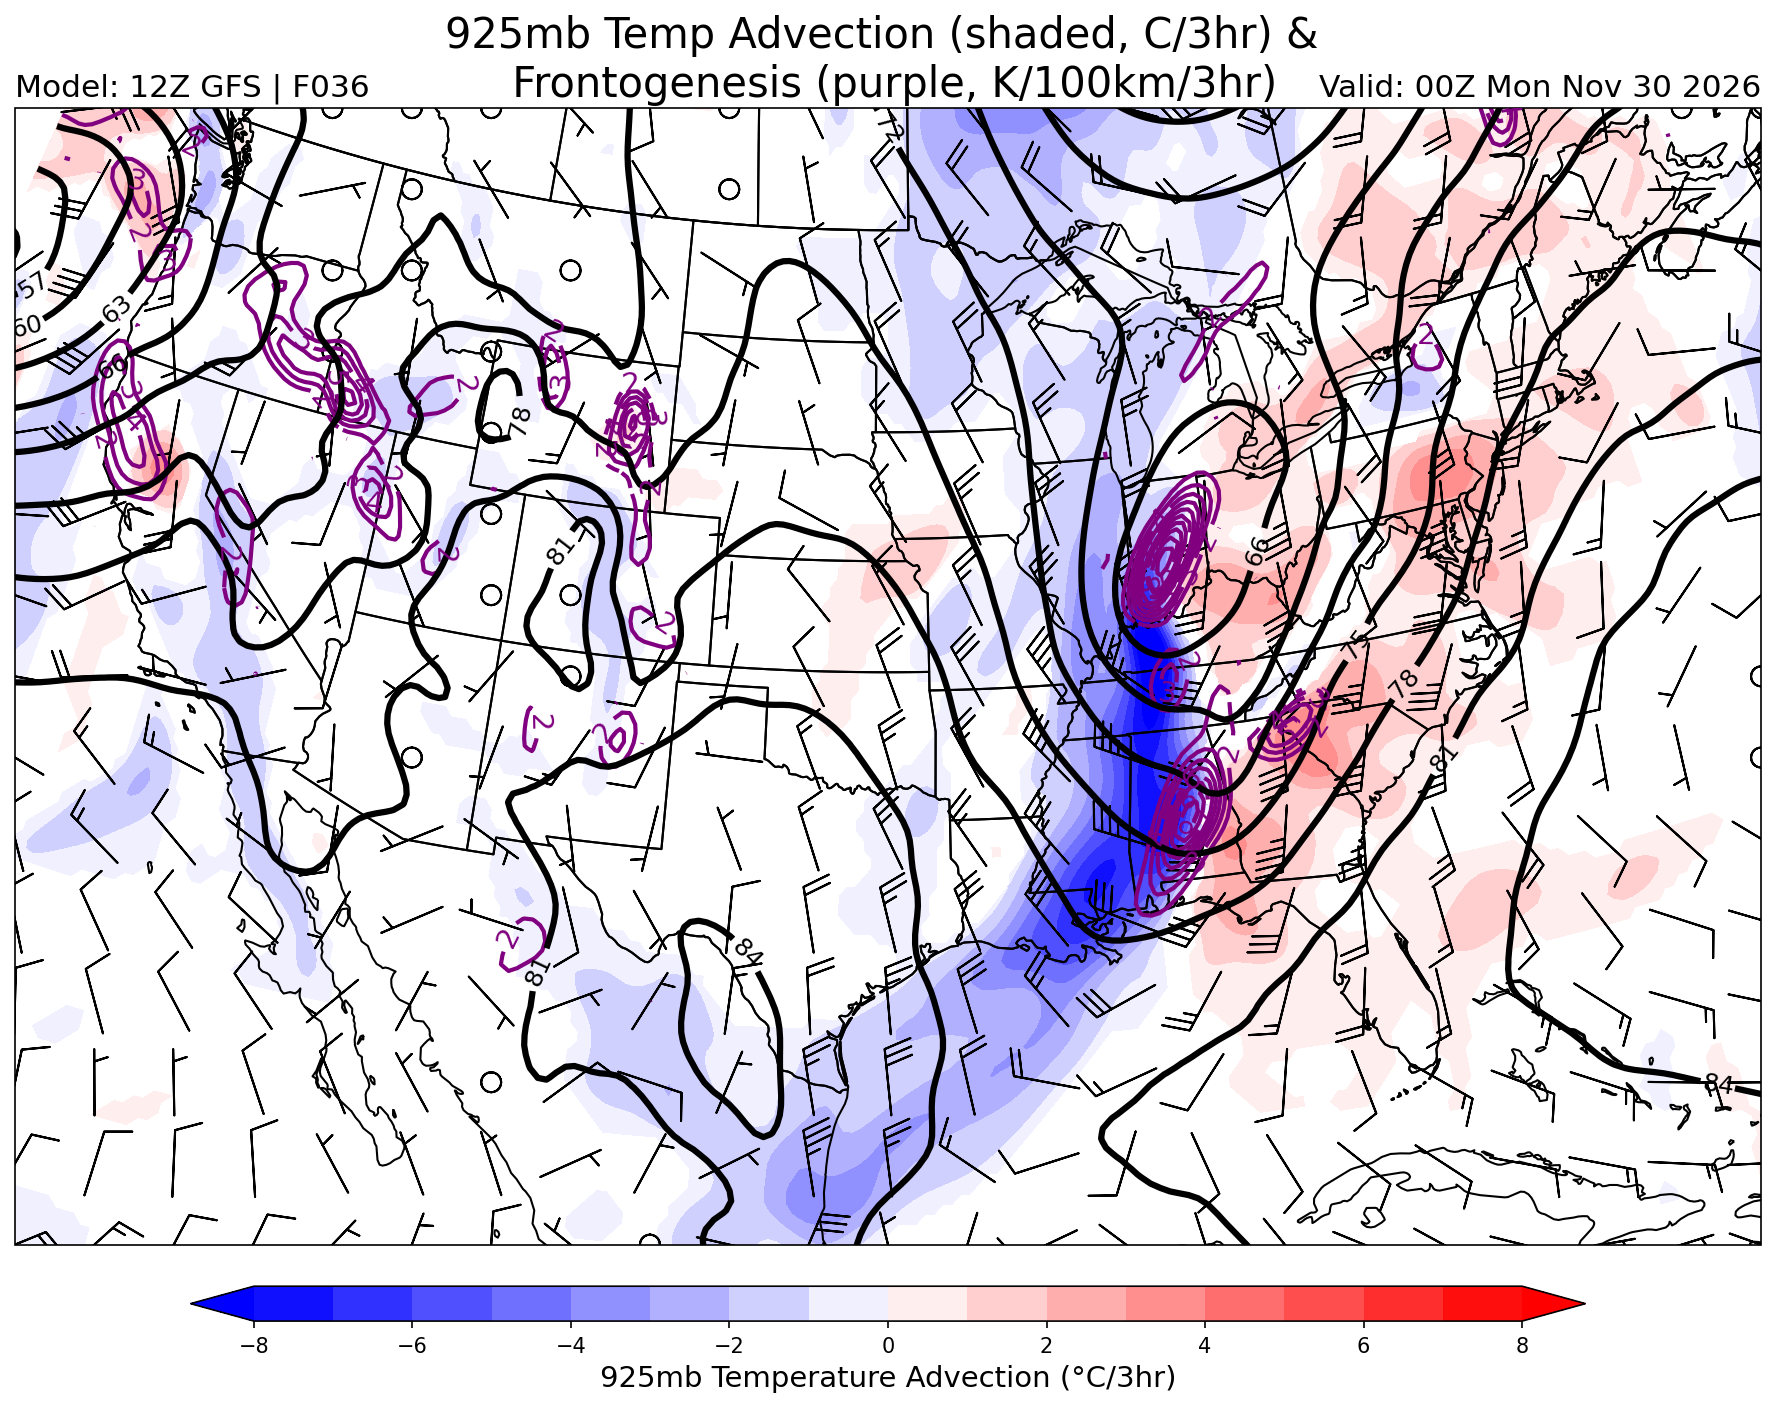 925mb Temp Advection (shaded, C/3hr) &
Frontogenesis (purple, K/100km/3hr)
Model: 12Z GFS | F036
Valid: 00Z Mon Nov 30 2026
72
57
60
63
66
78
81
66
75
78
81
81
84
84
−8 −6 −4 −2 0 2 4 6 8
925mb Temperature Advection (°C/3hr)